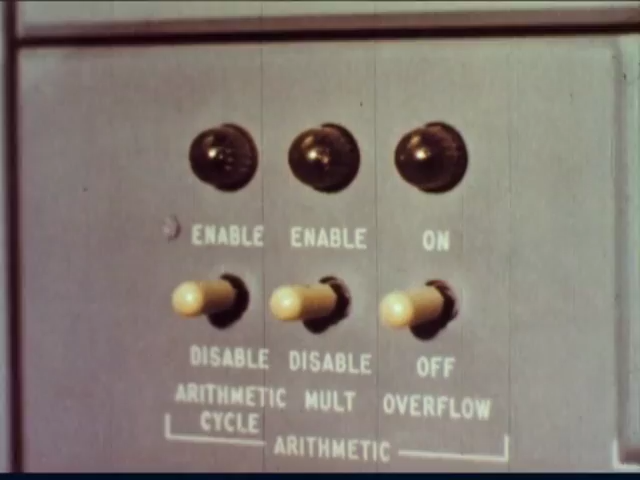 ENABLE ENABLE ON
DISABLE DISABLE OFF
ARITHMETIC CYCLE MULT OVERFLOW
ARITHMETIC